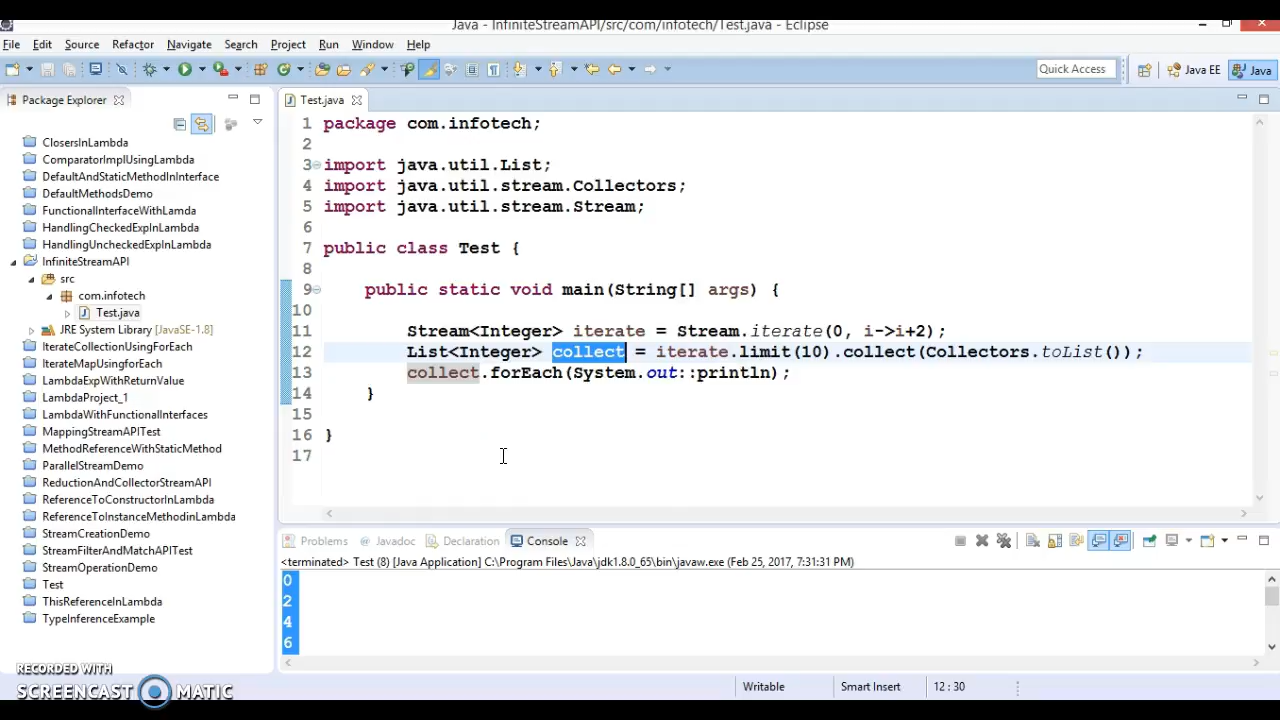 Java - InfiniteStreamAPI/src/com/infotech/Test.java - Eclipse
File Edit Source Refactor Navigate Search Project Run Window Help
Quick Access Java EE Java
Package Explorer
ClosersInLambda
ComparatorImplUsingLambda
DefaultAndStaticMethodInInterface
DefaultMethodsDemo
FunctionalInterfaceWithLamda
HandlingCheckedExpInLambda
HandlingUncheckedExpInLambda
InfiniteStreamAPI
src
com.infotech
Test.java
JRE System Library [JavaSE-1.8]
IterateCollectionUsingForEach
IterateMapUsingforEach
LambdaExpWithReturnValue
LambdaProject_1
LambdaWithFunctionalInterfaces
MappingStreamAPITest
MethodReferenceWithStaticMethod
ParallelStreamDemo
ReductionAndCollectorStreamAPI
ReferenceToConstructorInLambda
ReferenceToInstanceMethodinLambda
StreamCreationDemo
StreamFilterAndMatchAPITest
StreamOperationDemo
Test
ThisReferenceInLambda
TypeInferenceExample
Test.java
1 package com.infotech;
2
3 import java.util.List;
4 import java.util.stream.Collectors;
5 import java.util.stream.Stream;
6
7 public class Test {
8
9 public static void main(String[] args) {
10
11 Stream<Integer> iterate = Stream.iterate(0, i->i+2);
12 List<Integer> collect = iterate.limit(10).collect(Collectors.toList());
13 collect.forEach(System.out::println);
14 }
15
16 }
17
Problems Javadoc Declaration Console
<terminated> Test (8) [Java Application] C:\Program Files\Java\jdk1.8.0_65\bin\javaw.exe (Feb 25, 2017, 7:31:31 PM)
0
2
4
6
Writable Smart Insert 12 : 30
RECORDED WITH
SCREENCAST MATIC